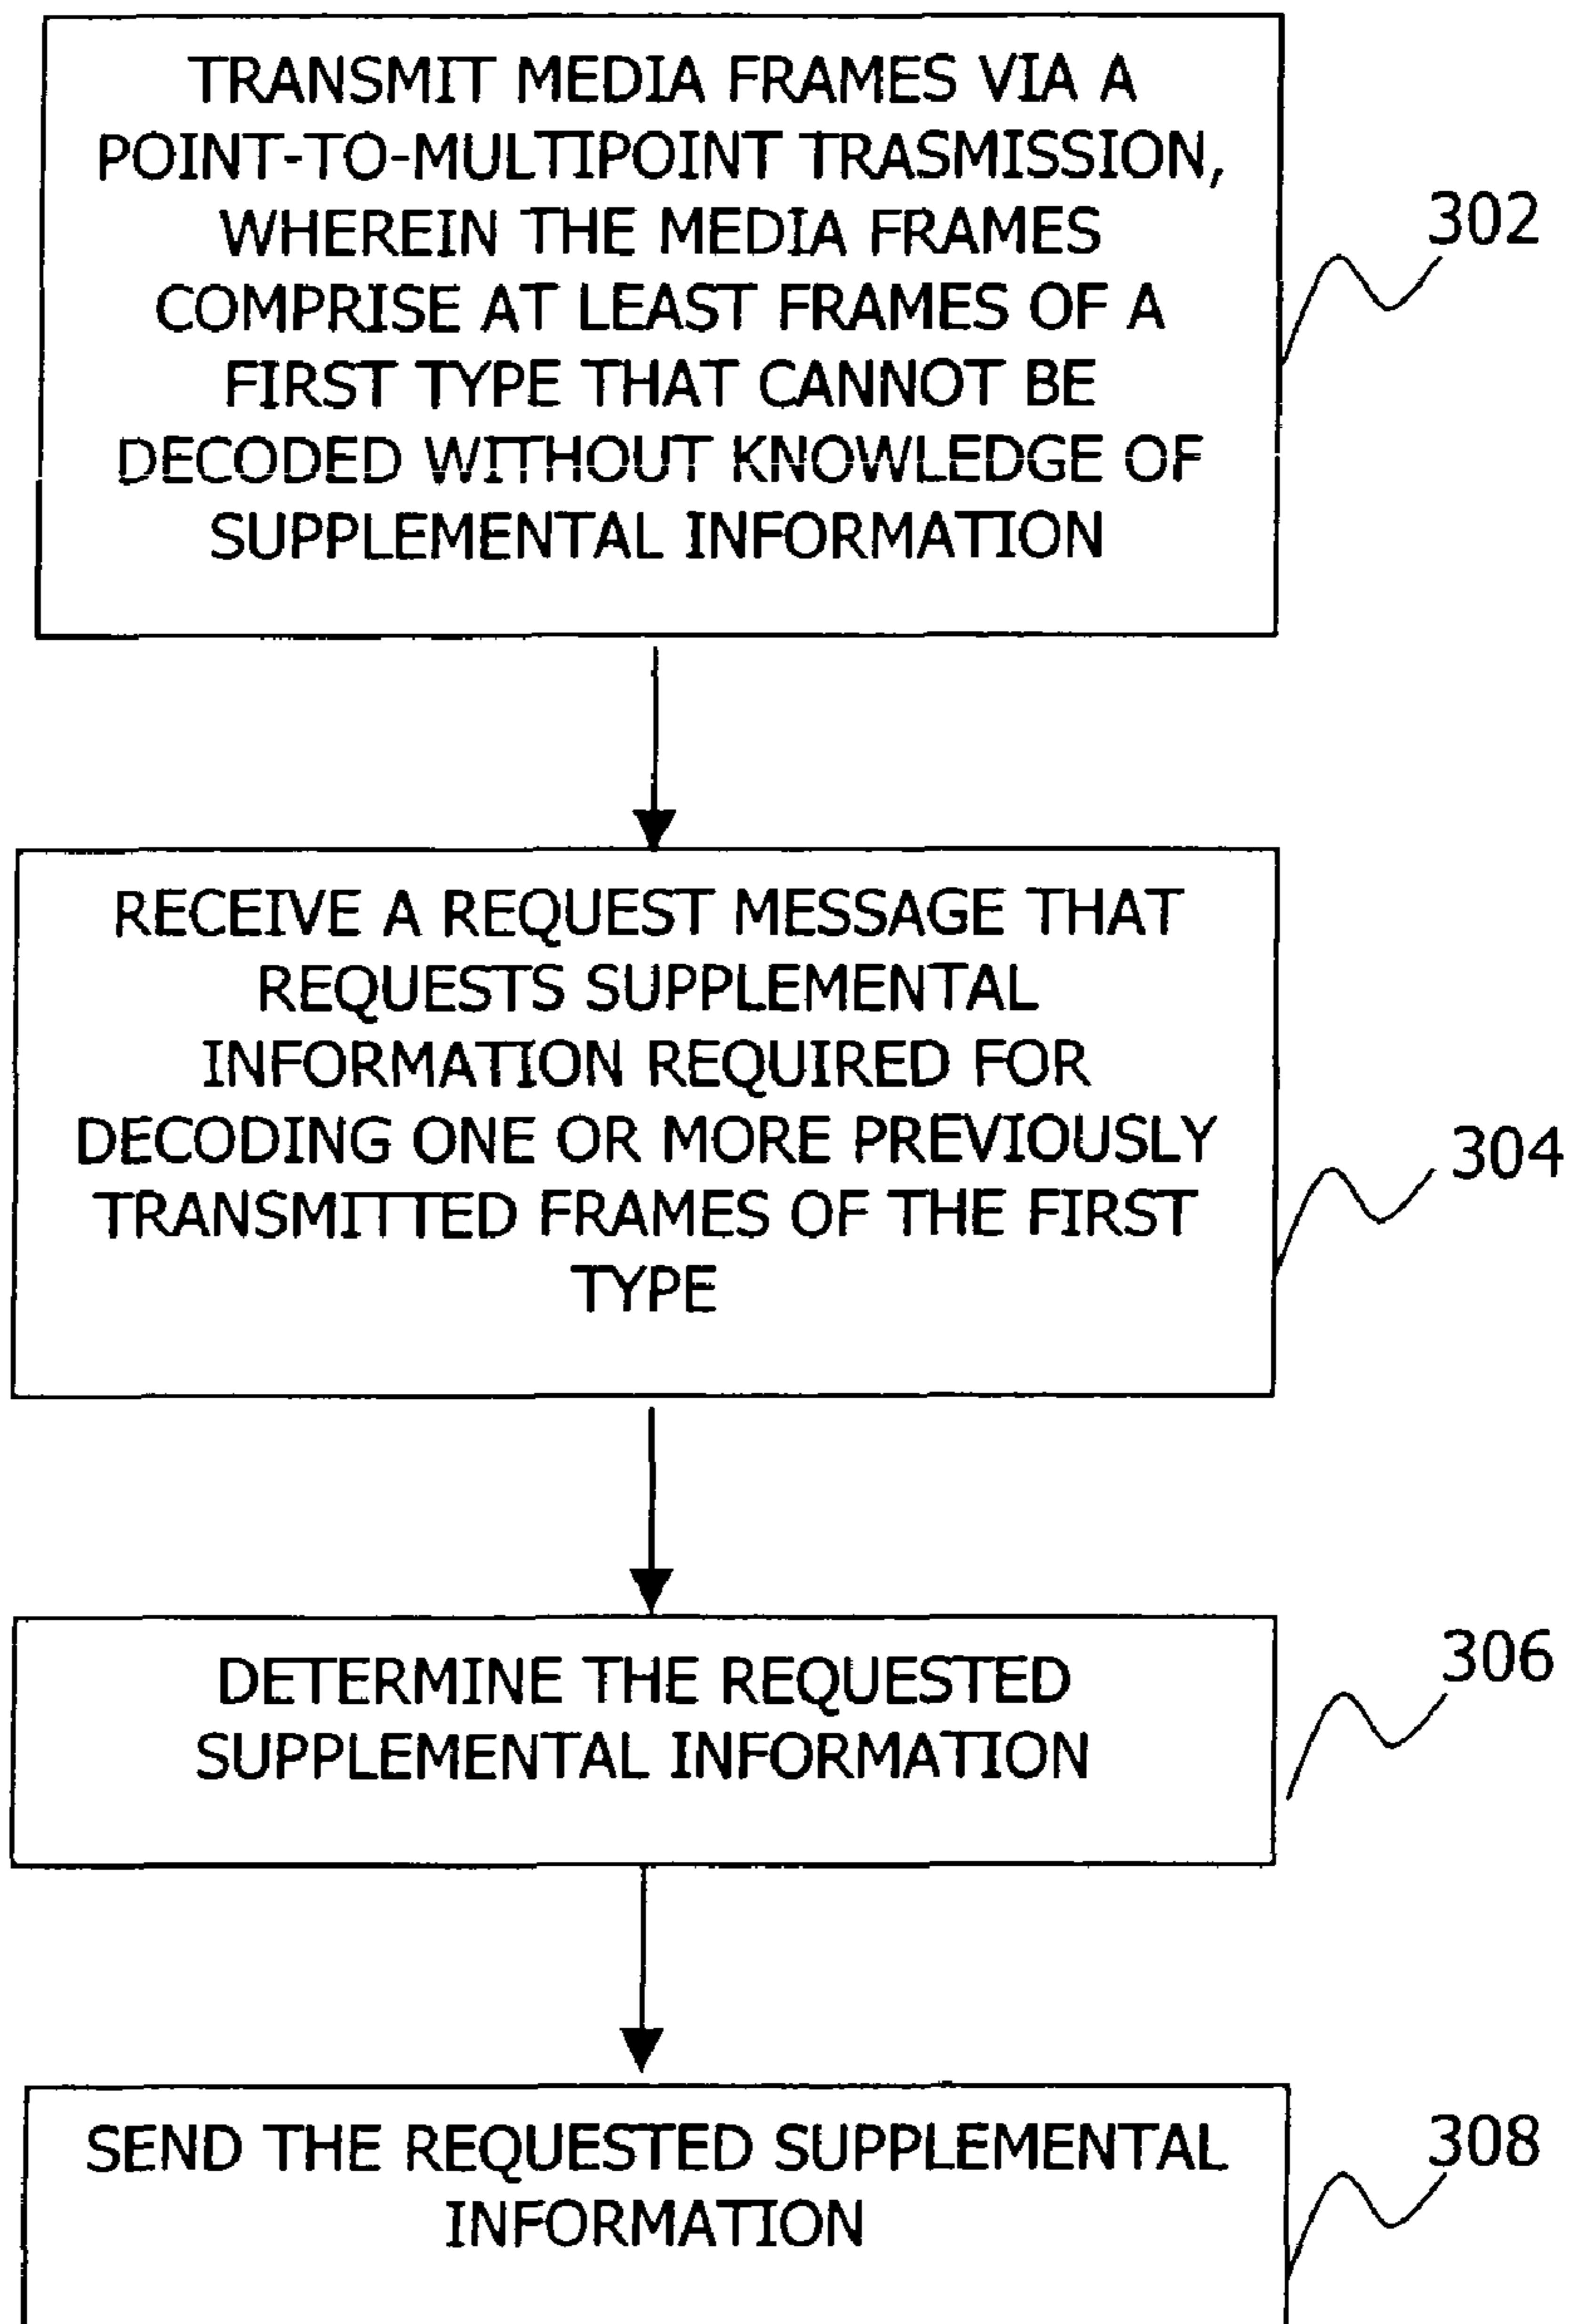 TRANSMIT MEDIA FRAMES VIA A
POINT-TO-MULTIPOINT TRASMISSION,
WHEREIN THE MEDIA FRAMES
COMPRISE AT LEAST FRAMES OF A
FIRST TYPE THAT CANNOT BE
DECODED WITHOUT KNOWLEDGE OF
SUPPLEMENTAL INFORMATION
302
RECEIVE A REQUEST MESSAGE THAT
REQUESTS SUPPLEMENTAL
INFORMATION REQUIRED FOR
DECODING ONE OR MORE PREVIOUSLY
TRANSMITTED FRAMES OF THE FIRST
TYPE
304
DETERMINE THE REQUESTED
SUPPLEMENTAL INFORMATION
306
SEND THE REQUESTED SUPPLEMENTAL
INFORMATION
308